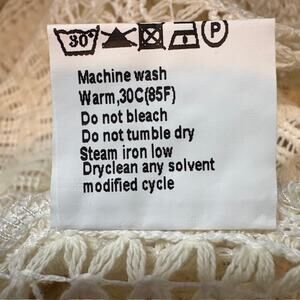 30° P
Machine wash
Warm,30C(85F)
Do not bleach
Do not tumble dry
Steam iron low
Dryclean any solvent
modified cycle